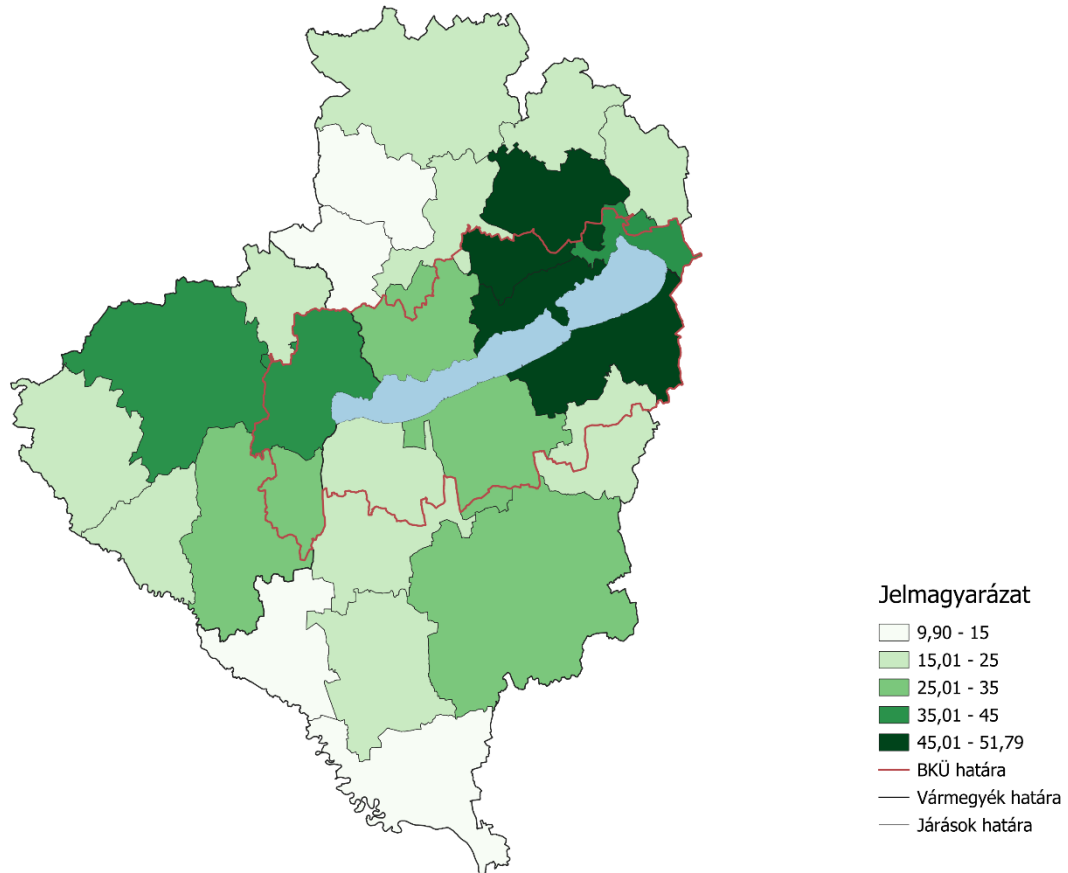 Jelmagyarázat
9,90 - 15
15,01 - 25
25,01 - 35
35,01 - 45
45,01 - 51,79
BKÜ határa
Vármegyék határa
Járások határa